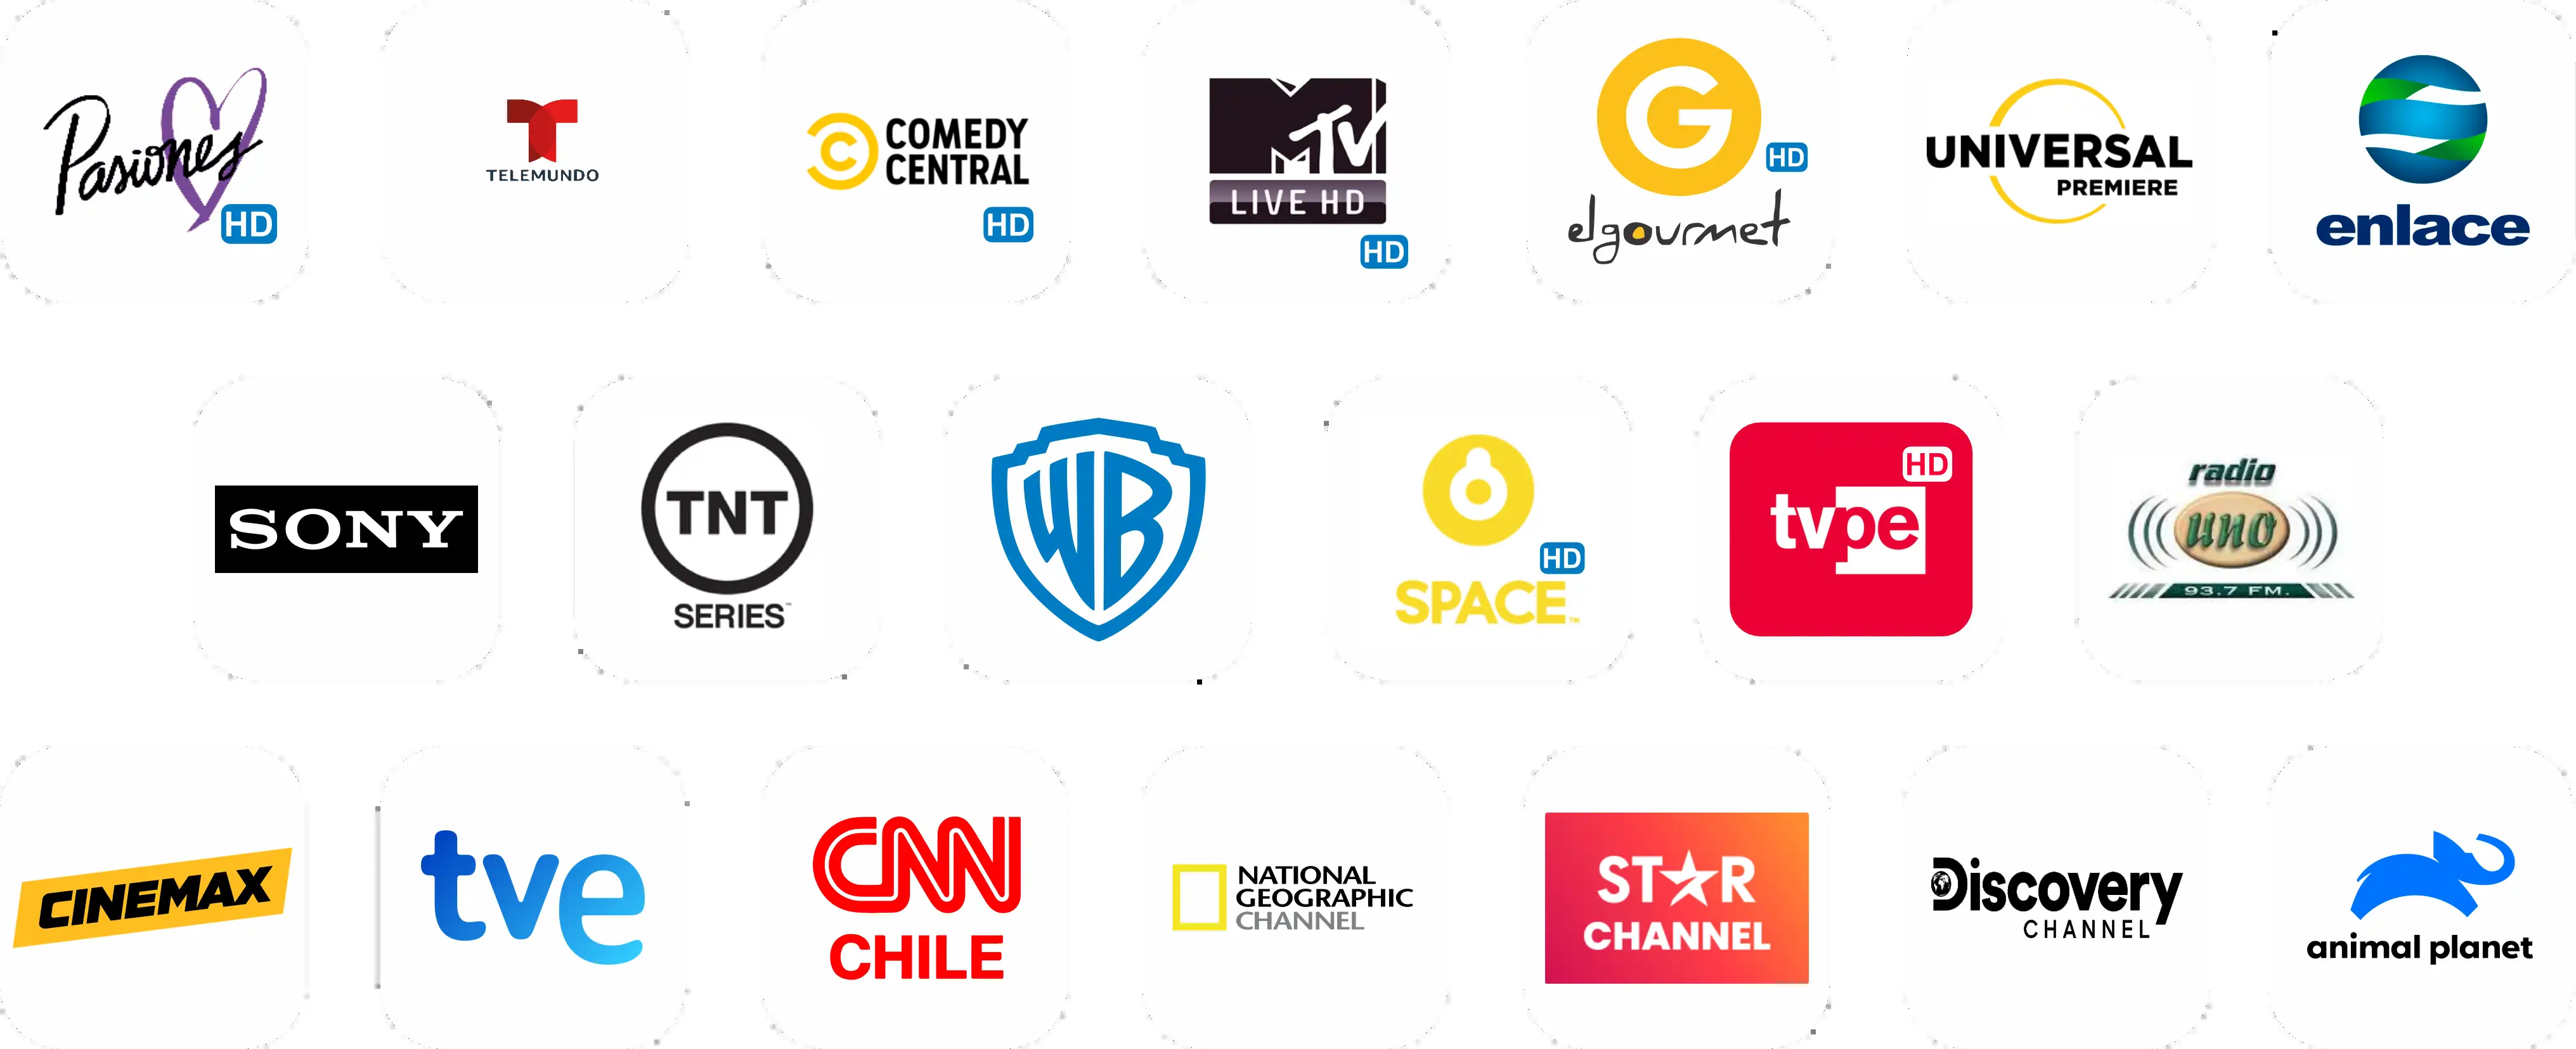 Pasiones
HD
TELEMUNDO
COMEDY
CENTRAL
HD
MTV
LIVE HD
HD
G
HD
elgourmet
UNIVERSAL
PREMIERE
enlace
SONY
TNT
SERIES™
WB
HD
SPACE™
HD
tvpe
radio
uno
93.7 FM.
CINEMAX
tve
CNN
CHILE
NATIONAL
GEOGRAPHIC
CHANNEL
STAR
CHANNEL
Discovery
CHANNEL
animal planet